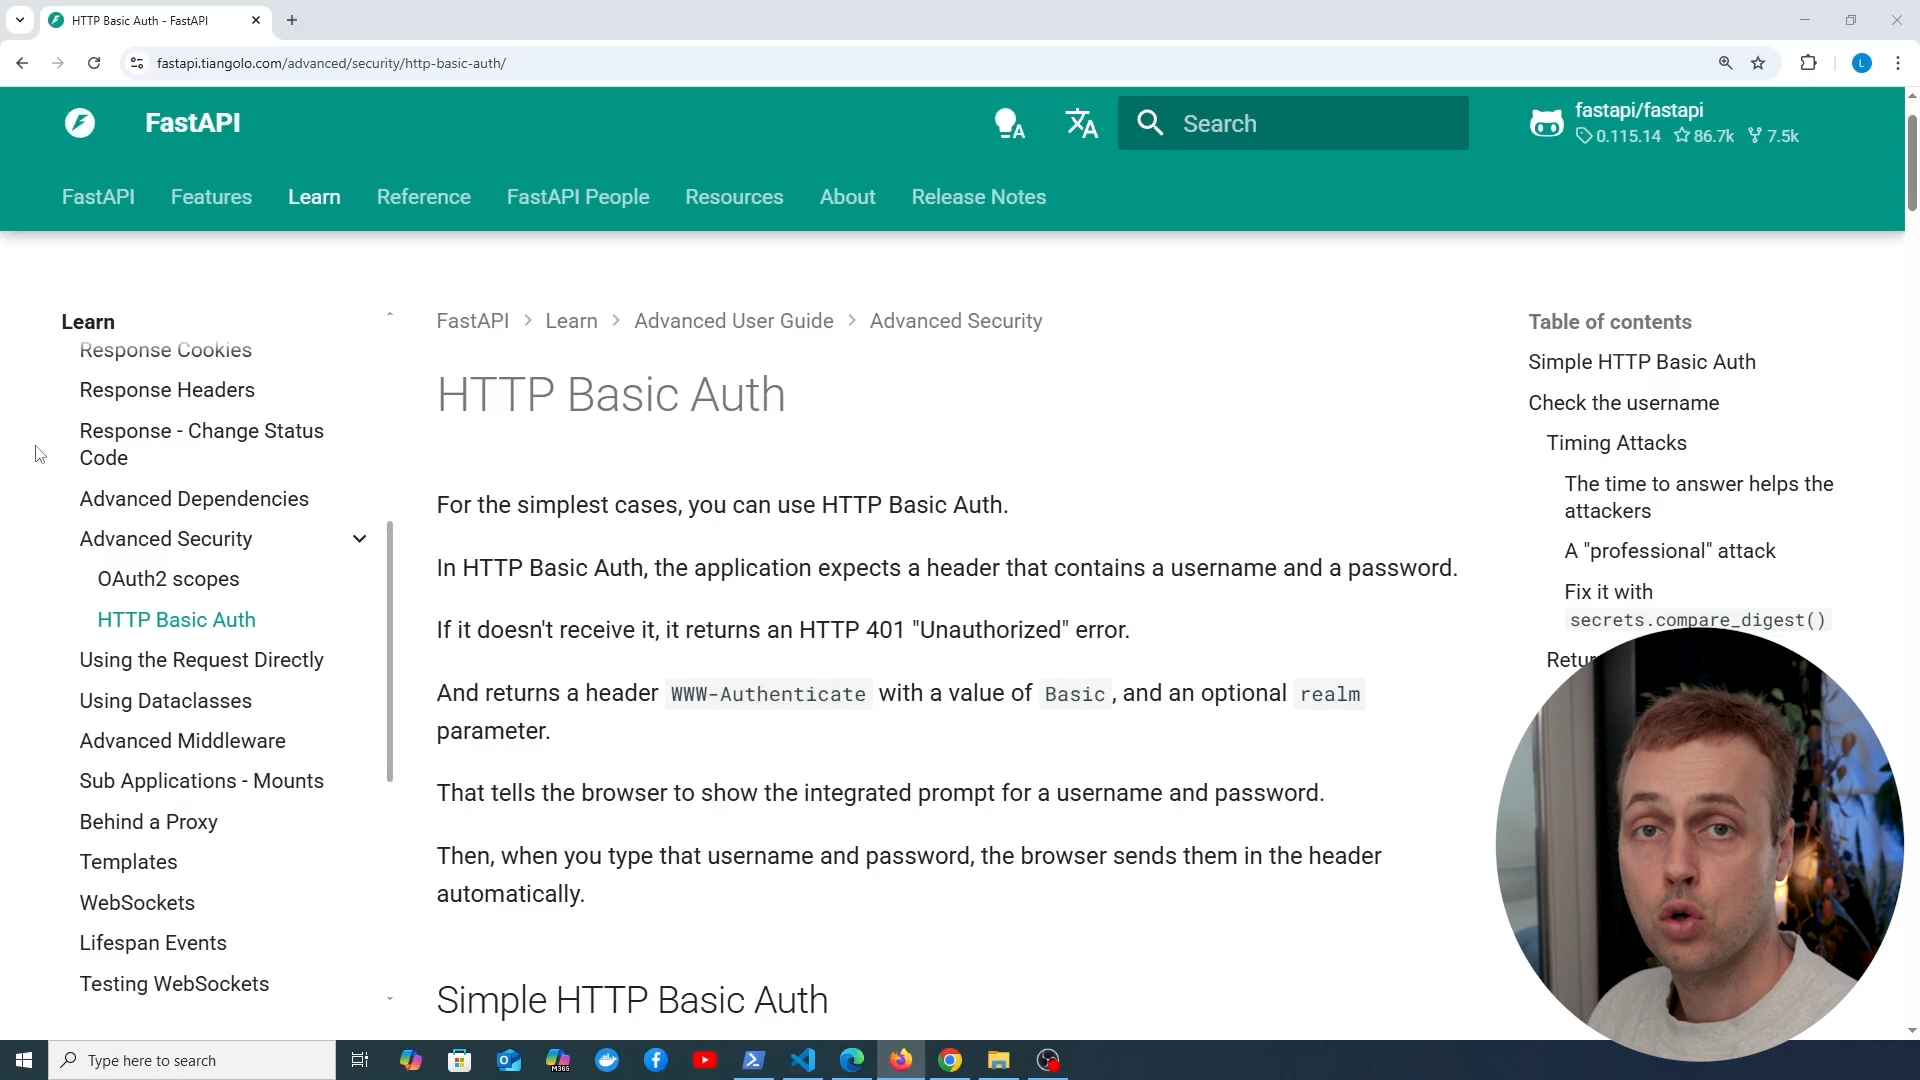 HTTP Basic Auth - FastAPI
fastapi.tiangolo.com/advanced/security/http-basic-auth/
L
FastAPI
Search
fastapi/fastapi
0.115.14 86.7k 7.5k
FastAPI Features Learn Reference FastAPI People Resources About Release Notes
Learn
Response Cookies
Response Headers
Response - Change Status
Code
Advanced Dependencies
Advanced Security
OAuth2 scopes
HTTP Basic Auth
Using the Request Directly
Using Dataclasses
Advanced Middleware
Sub Applications - Mounts
Behind a Proxy
Templates
WebSockets
Lifespan Events
Testing WebSockets
FastAPI > Learn > Advanced User Guide > Advanced Security
HTTP Basic Auth
For the simplest cases, you can use HTTP Basic Auth.
In HTTP Basic Auth, the application expects a header that contains a username and a password.
If it doesn't receive it, it returns an HTTP 401 "Unauthorized" error.
And returns a header WWW-Authenticate with a value of Basic, and an optional realm
parameter.
That tells the browser to show the integrated prompt for a username and password.
Then, when you type that username and password, the browser sends them in the header
automatically.
Simple HTTP Basic Auth
Table of contents
Simple HTTP Basic Auth
Check the username
Timing Attacks
The time to answer helps the
attackers
A "professional" attack
Fix it with
secrets.compare_digest()
Type here to search
M365